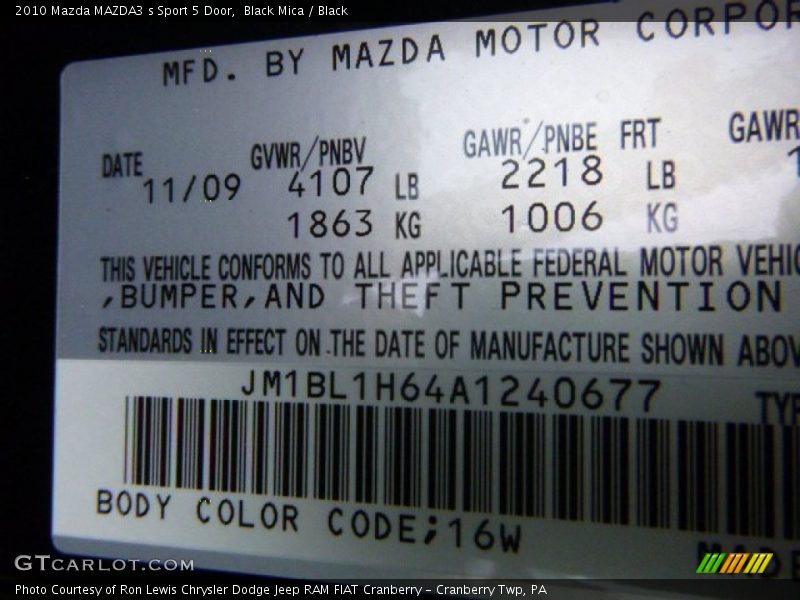 2010 Mazda MAZDA3 s Sport 5 Door,  Black Mica / Black
MFD. BY MAZDA MOTOR CORPOR
DATE GVWR/PNBV GAWR/PNBE FRT GAWR
11/09 4107 LB 2218 LB 1
1863 KG 1006 KG
THIS VEHICLE CONFORMS TO ALL APPLICABLE FEDERAL MOTOR VEHIC
,BUMPER,AND THEFT PREVENTION
STANDARDS IN EFFECT ON THE DATE OF MANUFACTURE SHOWN ABOV
JM1BL1H64A1240677 TYP
BODY COLOR CODE;16W
MADE
GTCARLOT.COM
Photo Courtesy of Ron Lewis Chrysler Dodge Jeep RAM FIAT Cranberry – Cranberry Twp, PA